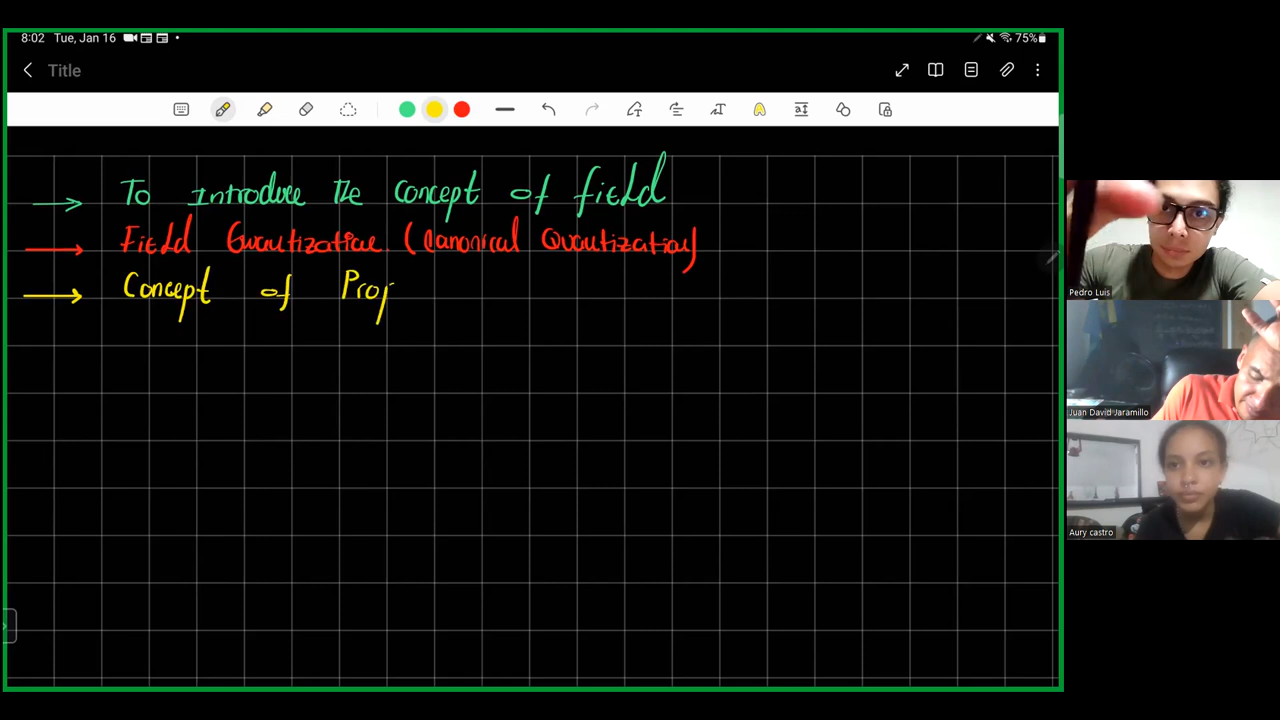 8:02 Tue, Jan 16 75%
Title
To Introduce the concept of field
Field Quantization (Canonical Quantization)
Concept of Prop
Pedro Luis
Juan David Jaramillo
Aury castro